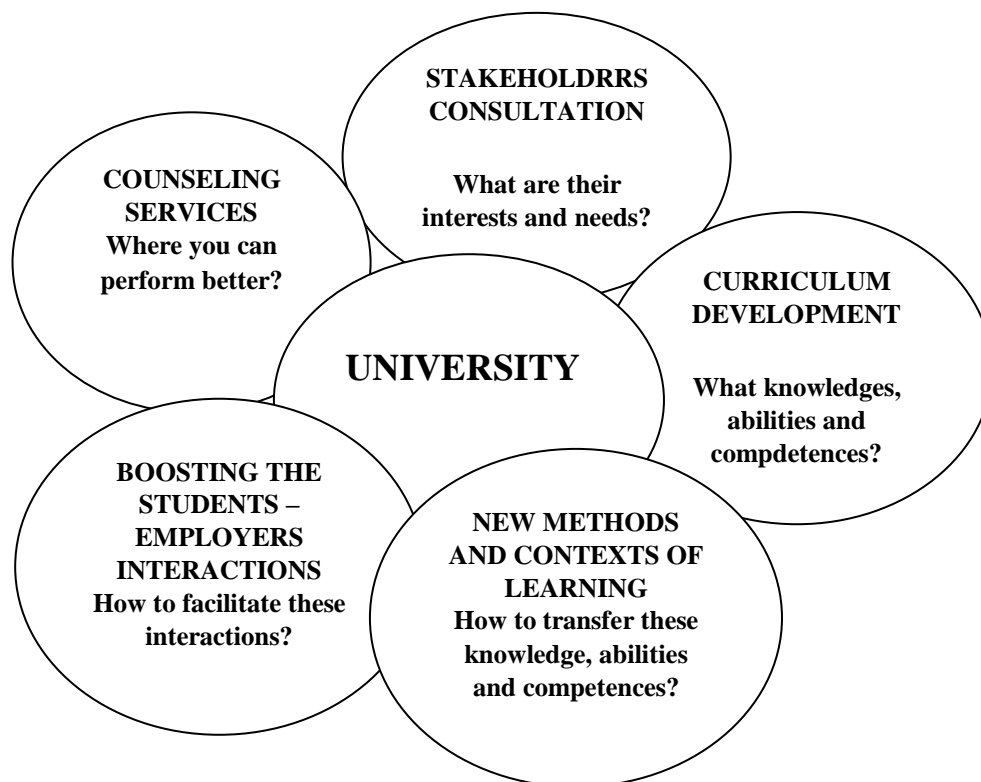 STAKEHOLDRRS
CONSULTATION
What are their
interests and needs?
COUNSELING
SERVICES
Where you can
perform better?
CURRICULUM
DEVELOPMENT
What knowledges,
abilities and
compdetences?
UNIVERSITY
BOOSTING THE
STUDENTS –
EMPLOYERS
INTERACTIONS
How to facilitate these
interactions?
NEW METHODS
AND CONTEXTS OF
LEARNING
How to transfer these
knowledge, abilities
and competences?